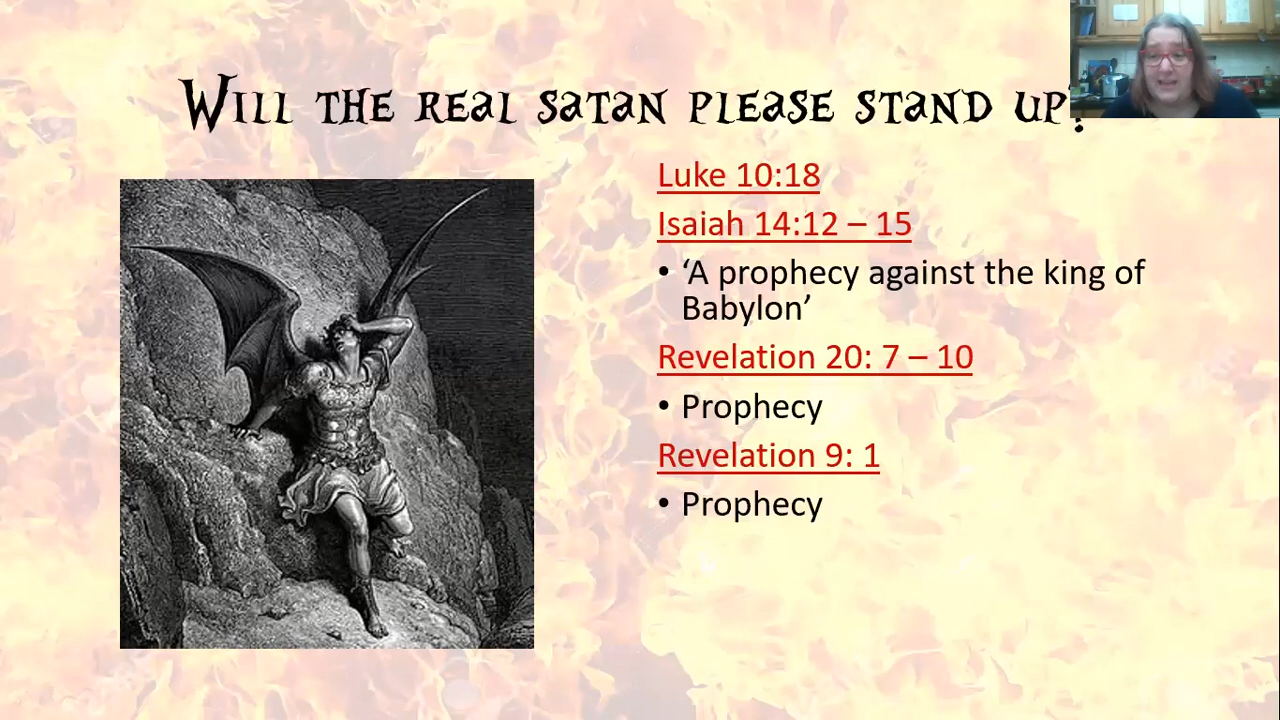 Will the real satan please stand up?
Luke 10:18
Isaiah 14:12 – 15
• ‘A prophecy against the king of
Babylon’
Revelation 20: 7 – 10
• Prophecy
Revelation 9: 1
• Prophecy